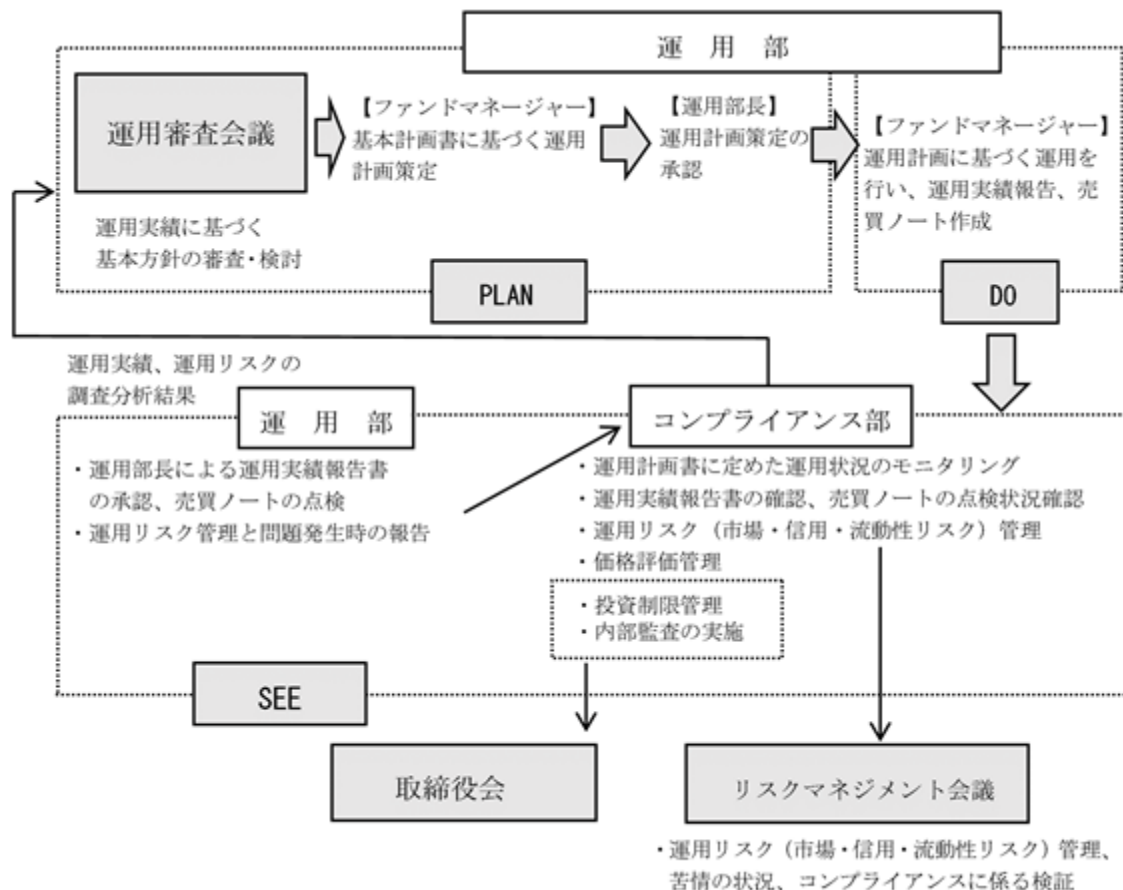 運 用 部
運用審査会議
運用実績に基づく
基本方針の審査・検討
【ファンドマネージャー】
基本計画書に基づく運用
計画策定
【運用部長】
運用計画策定の
承認
【ファンドマネージャー】
運用計画に基づく運用を
行い、運用実績報告、売
買ノート作成
PLAN
DO
運用実績、運用リスクの
調査分析結果
運 用 部
・運用部長による運用実績報告書
の承認、売買ノートの点検
・運用リスク管理と問題発生時の報告
コンプライアンス部
・運用計画書に定めた運用状況のモニタリング
・運用実績報告書の確認、売買ノートの点検状況確認
・運用リスク（市場・信用・流動性リスク）管理
・価格評価管理
・投資制限管理
・内部監査の実施
SEE
取締役会
リスクマネジメント会議
・運用リスク（市場・信用・流動性リスク）管理、
苦情の状況、コンプライアンスに係る検証